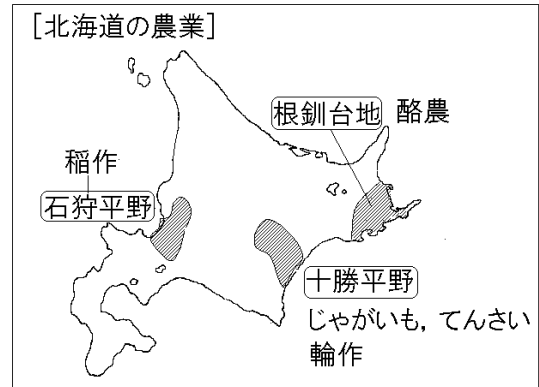 [北海道の農業]
根釧台地 酪農
稲作
石狩平野
十勝平野
じゃがいも, てんさい
輪作